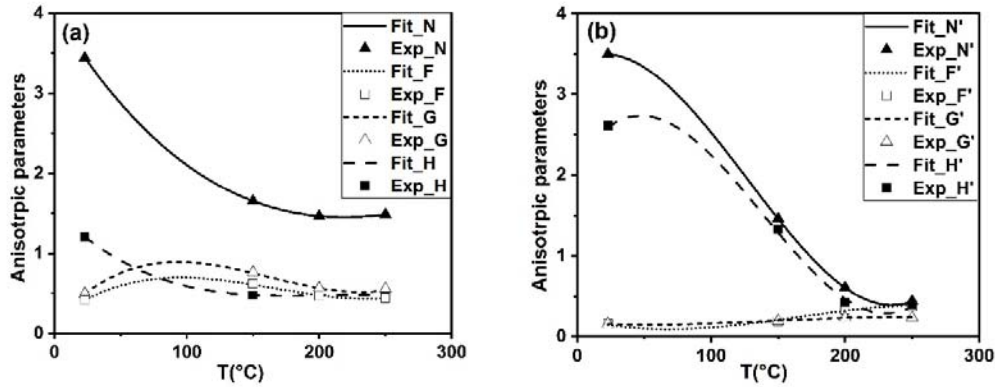 (a)
Fit_N
Exp_N
Fit_F
Exp_F
Fit_G
Exp_G
Fit_H
Exp_H
Anisotrpic parameters
4
3
2
1
0
0
100
200
300
T(°C)
(b)
Fit_N'
Exp_N'
Fit_F'
Exp_F'
Fit_G'
Exp_G'
Fit_H'
Exp_H'
Anisotrpic parameters
4
3
2
1
0
0
100
200
300
T(°C)